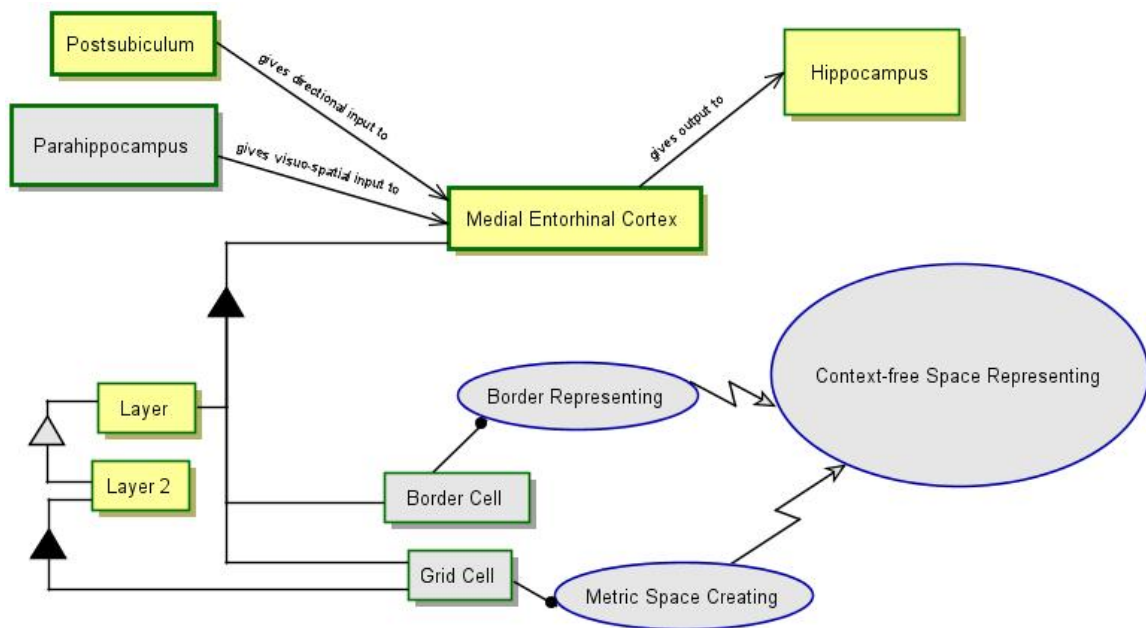 Postsubiculum
gives directional input to
Hippocampus
Parahippocampus
gives visuo-spatial input to
gives output to
Medial Entorhinal Cortex
Context-free Space Representing
Border Representing
Layer
Layer 2
Border Cell
Grid Cell
Metric Space Creating